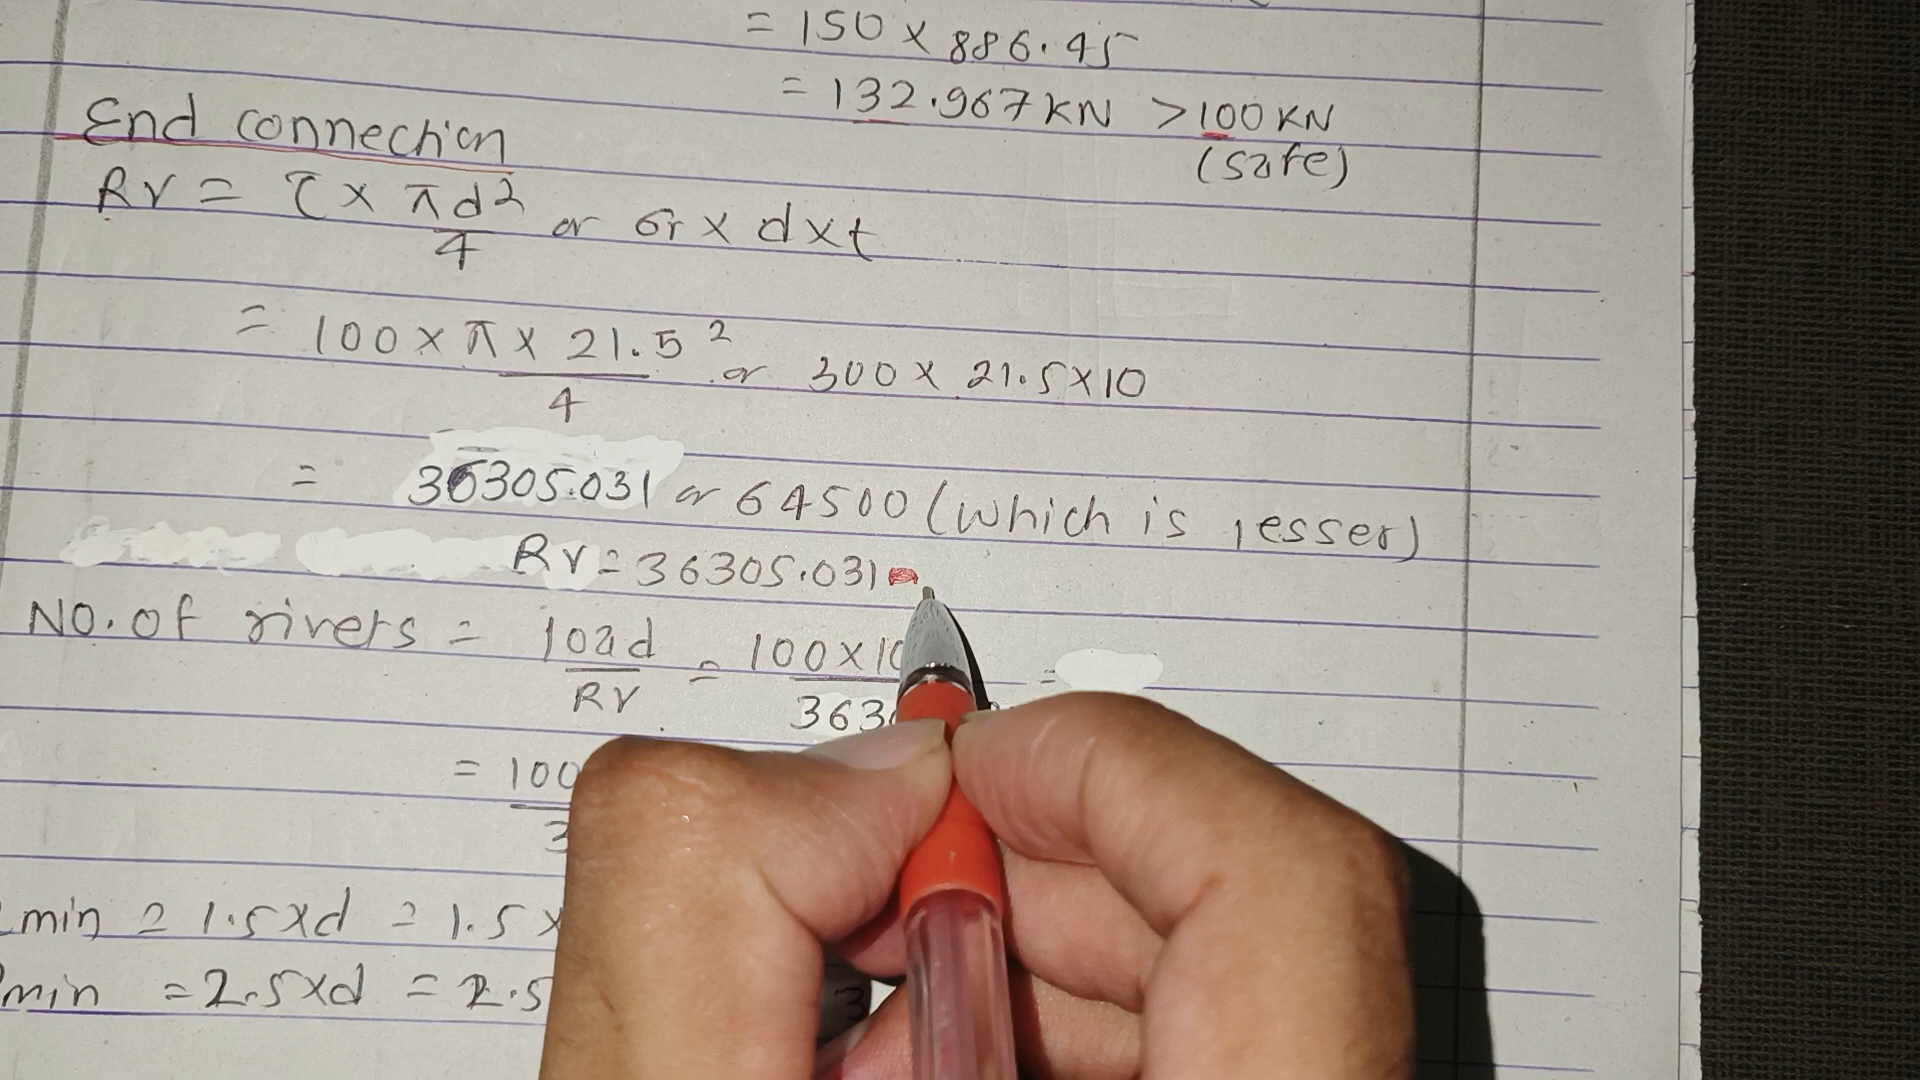 = 150 × 886.45
= 132.967 KN > 100 KN
(safe)
End connection
RV = τ × πd²/4 or σr × d × t
= 100 × π × 21.5²/4 or 300 × 21.5 × 10
= 36305.031 or 64500 (which is lesser)
RV = 36305.031
NO. of rivers = load/RV = 100 × 10/363 =
= 100
min = 1.5 × d = 1.5 ×
min = 2.5 × d = 2.5